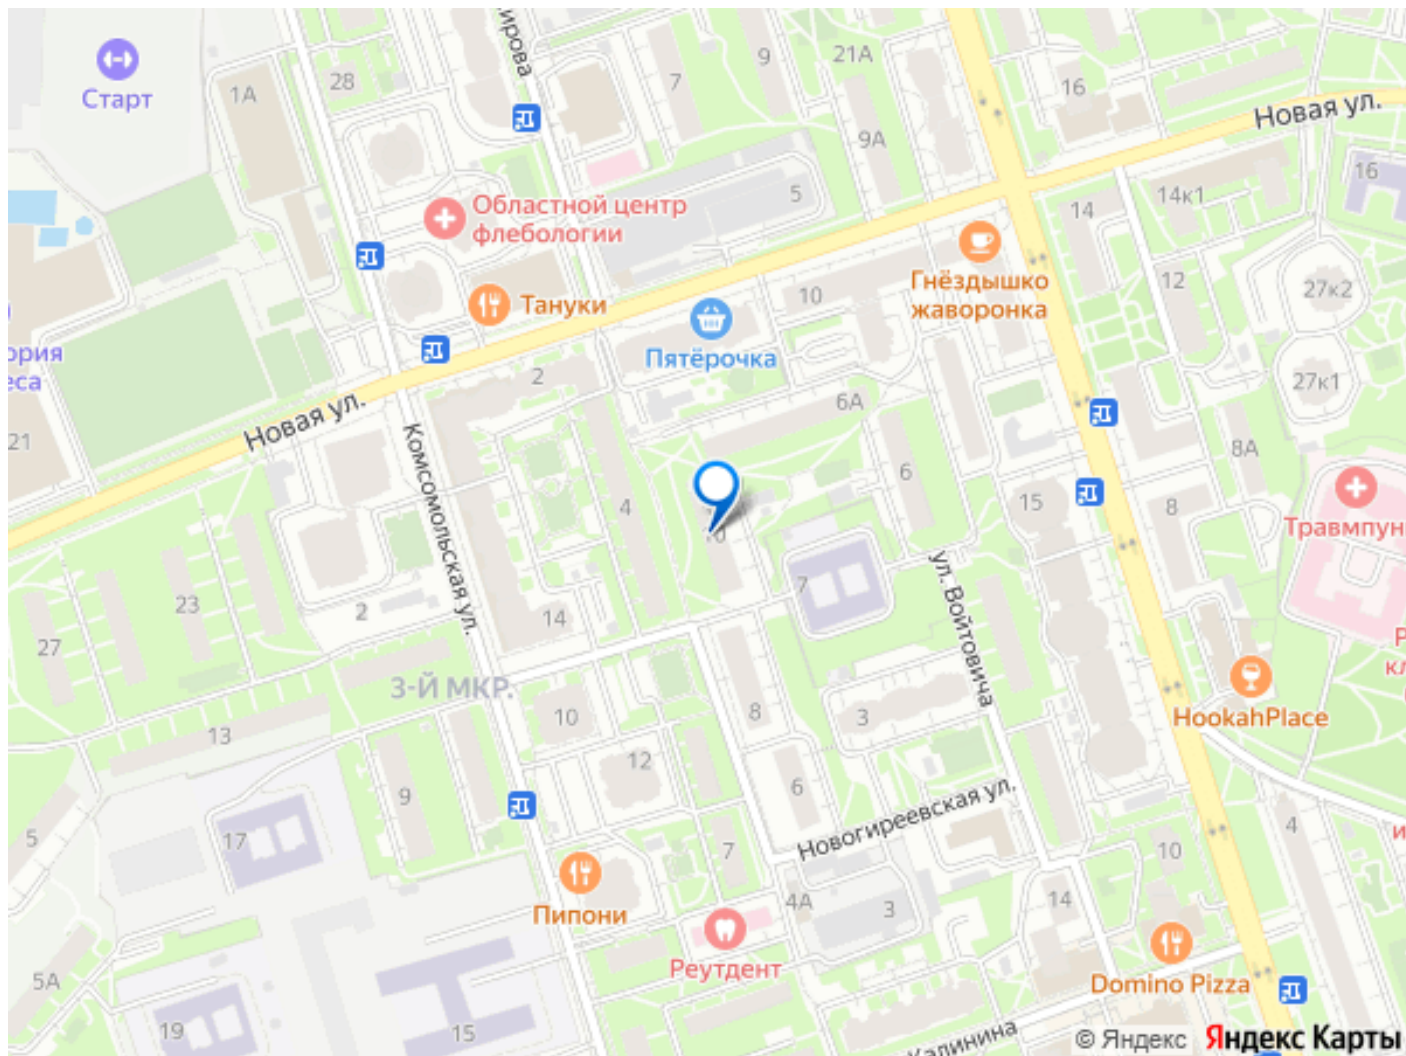 ирова
9
21А
Старт
28
7
16
1А
Новая ул.
9А
16
5
14к1
Областной центр
флебологии
14
Гнёздышко
жаворонка
12
27к2
Тануки
10
Пятёрочка
ория
еса
2
27к1
Новая ул.
6А
21
Комсомольская ул.
8А
6
4
15
8
Травмпун
ул. Войтовича
7
23
2
14
27
3-Й МКР.
10
8
3
HookahPlace
13
12
6
9
Новогиреевская ул.
5
17
7
10
4
Пипони
4А
3
14
Реутдент
Domino Pizza
5А
19
15
Калинина
© Яндекс Яндекс Карты